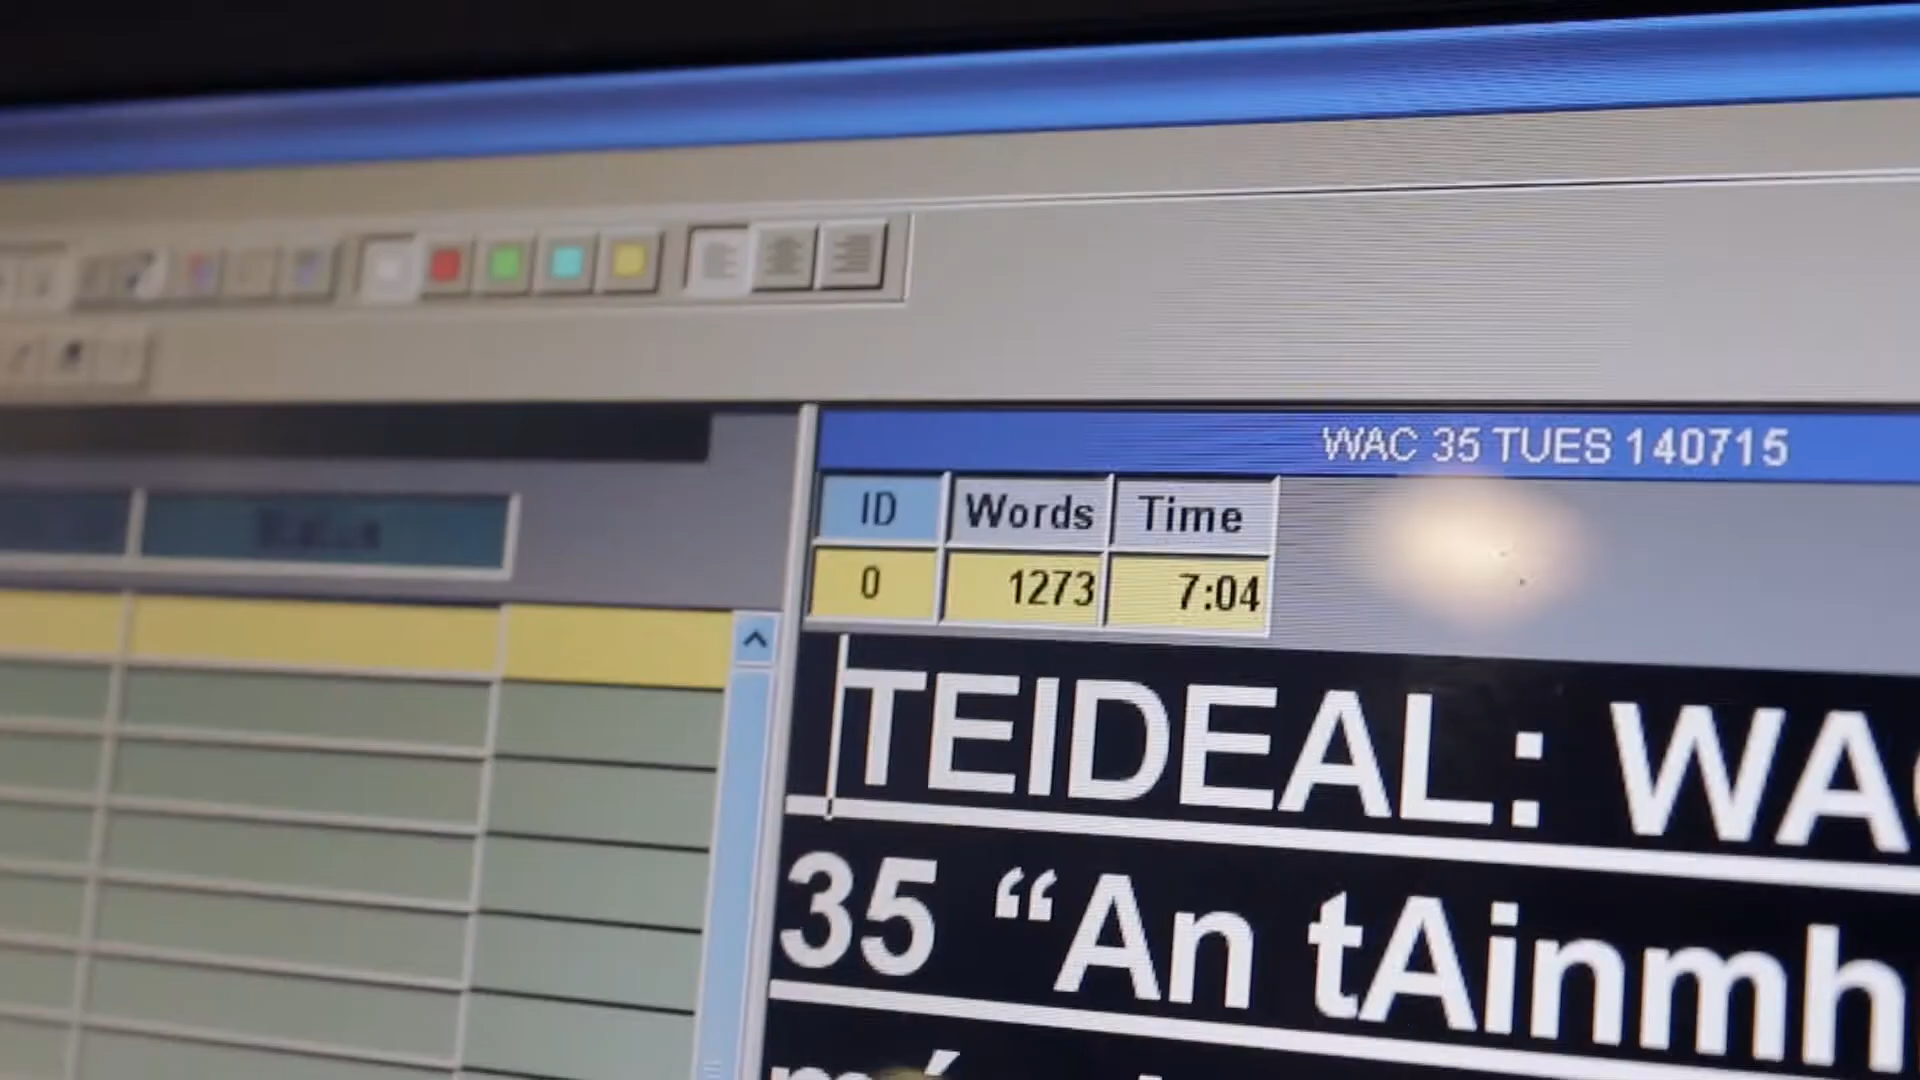 WAC 35 TUES 140715
ID Words Time
0 1273 7:04
TEIDEAL: WA
35 “An tAinmh